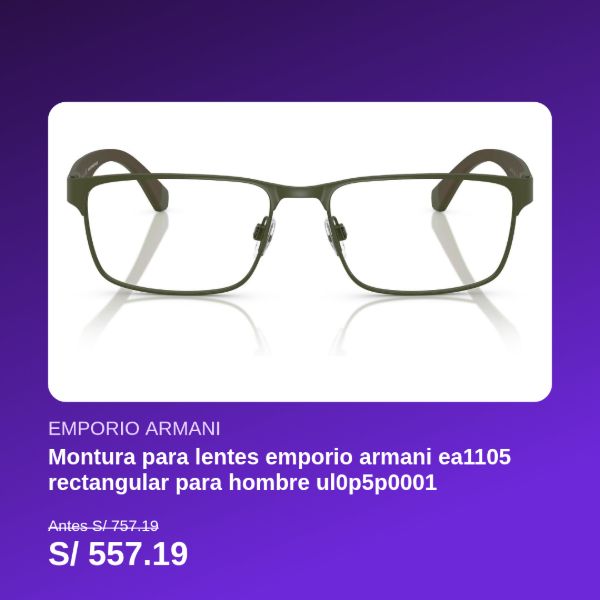 EMPORIO ARMANI
Montura para lentes emporio armani ea1105
rectangular para hombre ul0p5p0001
Antes S/ 757.19
S/ 557.19